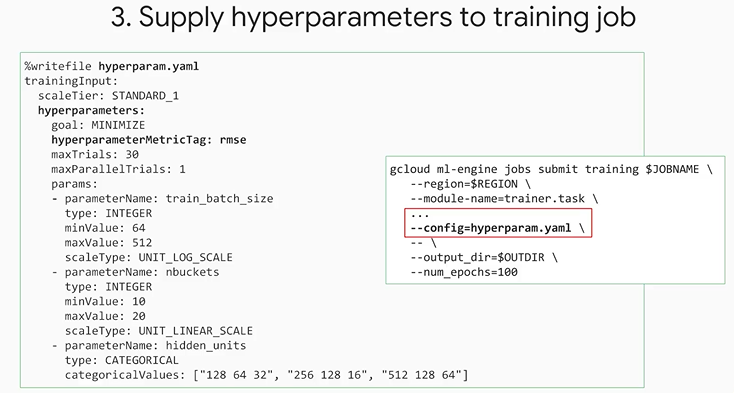 3. Supply hyperparameters to training job
%writefile hyperparam.yaml
trainingInput:
  scaleTier: STANDARD_1
  hyperparameters:
    goal: MINIMIZE
    hyperparameterMetricTag: rmse
    maxTrials: 30
    maxParallelTrials: 1
    params:
    - parameterName: train_batch_size
      type: INTEGER
      minValue: 64
      maxValue: 512
      scaleType: UNIT_LOG_SCALE
    - parameterName: nbuckets
      type: INTEGER
      minValue: 10
      maxValue: 20
      scaleType: UNIT_LINEAR_SCALE
    - parameterName: hidden_units
      type: CATEGORICAL
      categoricalValues: ["128 64 32", "256 128 16", "512 128 64"]
gcloud ml-engine jobs submit training $JOBNAME \
   --region=$REGION \
   --module-name=trainer.task \
   ...
   --config=hyperparam.yaml \
   -- \
   --output_dir=$OUTDIR \
   --num_epochs=100